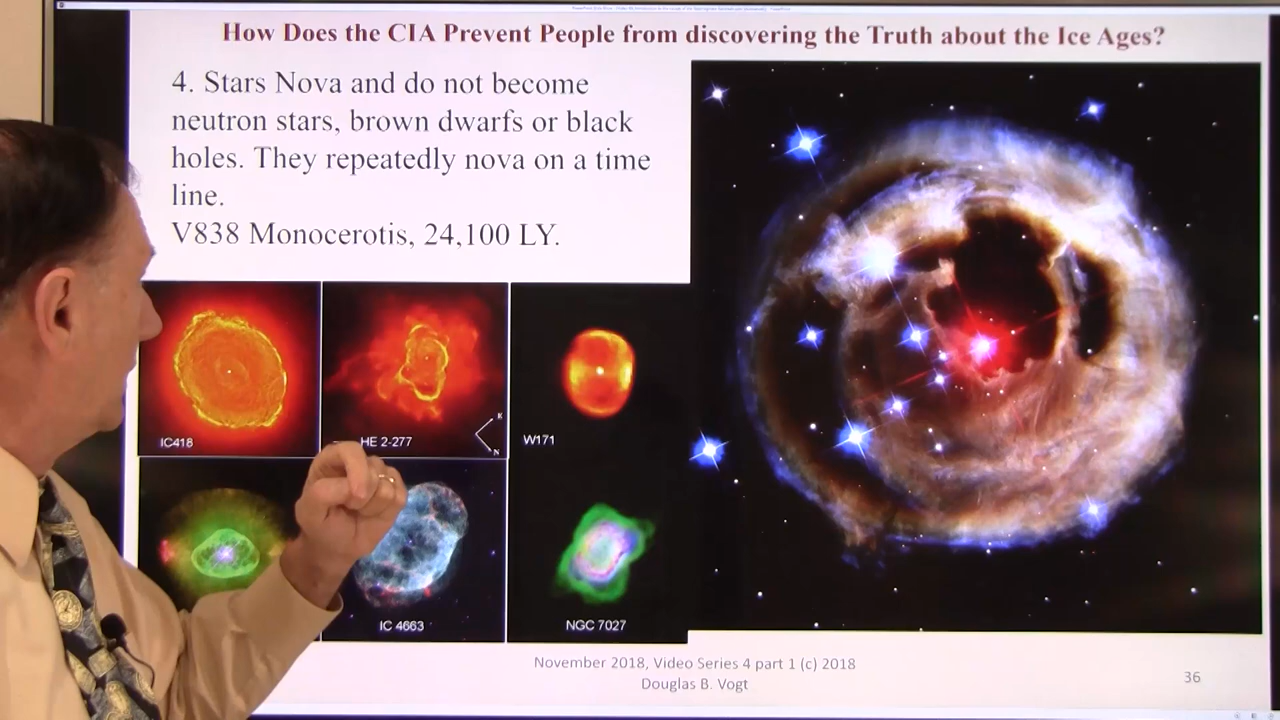 How Does the CIA Prevent People from discovering the Truth about the Ice Ages?
4. Stars Nova and do not become
neutron stars, brown dwarfs or black
holes. They repeatedly nova on a time
line.
V838 Monocerotis, 24,100 LY.
IC418
HE 2-277
E
N
W171
IC 4663
NGC 7027
November 2018, Video Series 4 part 1 (c) 2018
Douglas B. Vogt
36